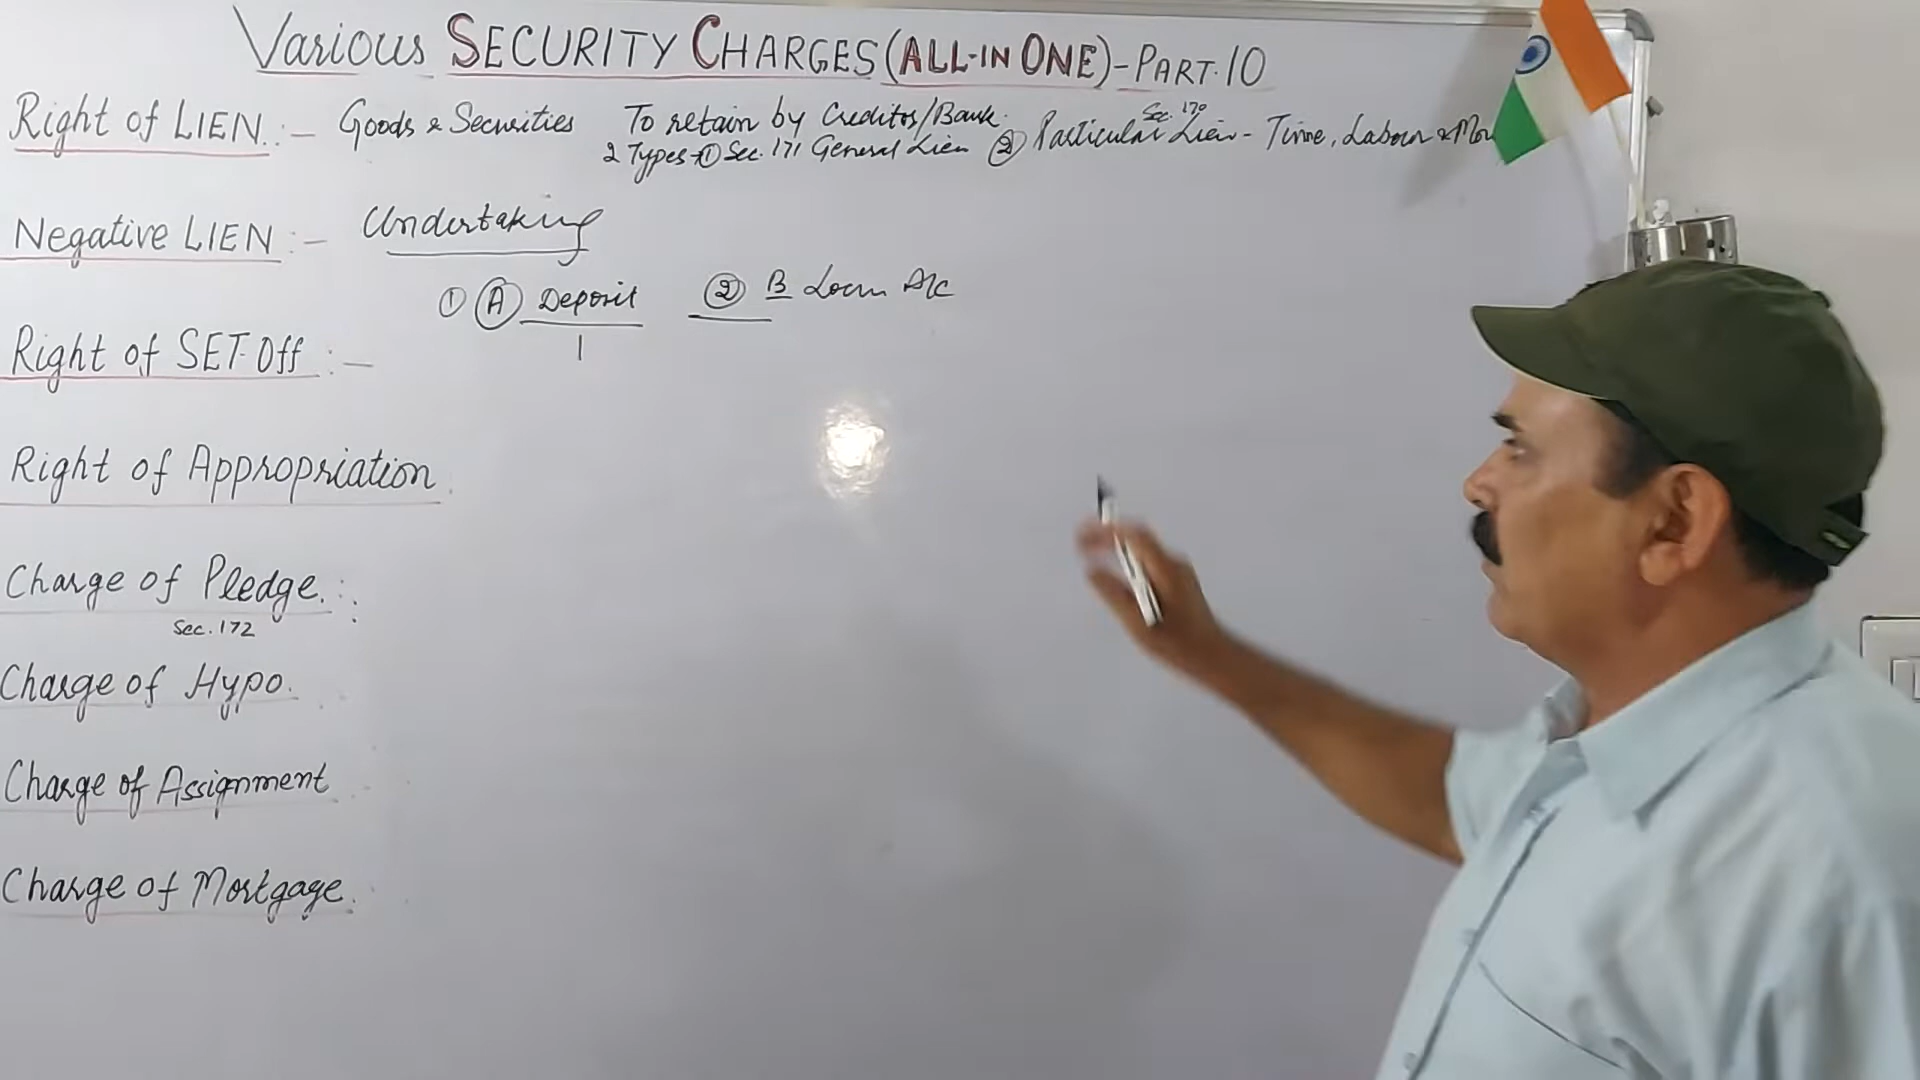 VARIOUS SECURITY CHARGES (ALL-IN ONE) - PART-10
Right of LIEN :- Goods & Securities To retain by Creditors/Bank.
2 Types → ① Sec. 171 General Lien ② Particular Lien - Time, Labour &
Sec. 170
Negative LIEN :- Undertaking
① Ⓐ Deposit ② B Loan A/c
Right of SET-Off :-
Right of Appropriation
Charge of Pledge :
Sec. 172
Charge of Hypo.
Charge of Assignment
Charge of Mortgage.